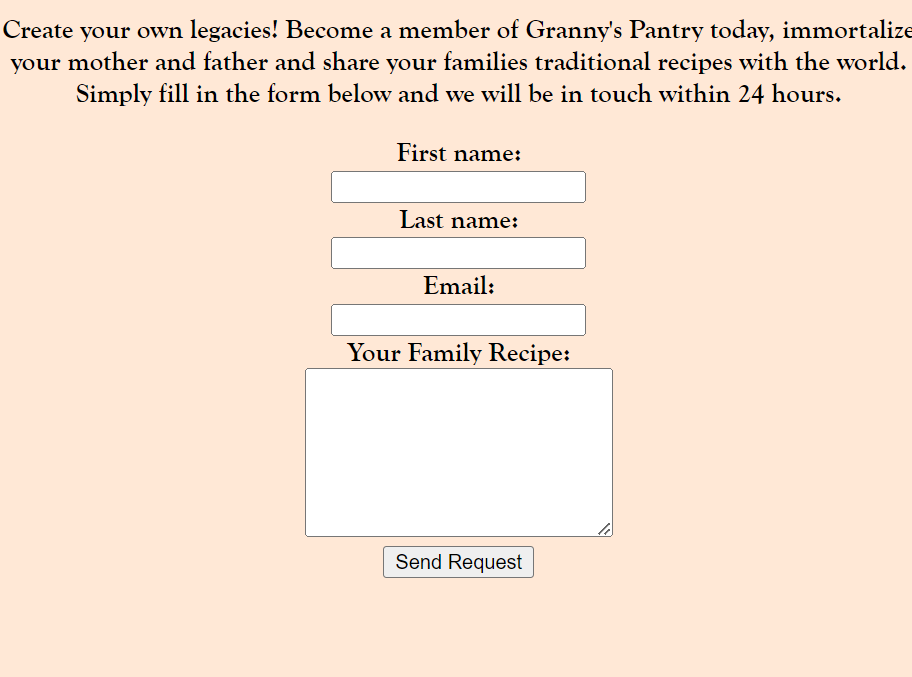 Create your own legacies! Become a member of Granny's Pantry today, immortalize
your mother and father and share your families traditional recipes with the world.
Simply fill in the form below and we will be in touch within 24 hours.
First name:
Last name:
Email:
Your Family Recipe:
Send Request